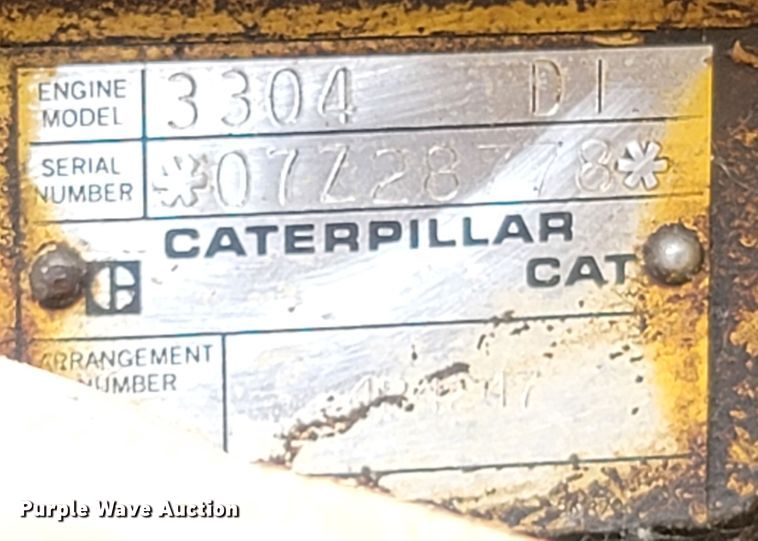 ENGINE MODEL 3304 DI
SERIAL NUMBER *07Z28778*
CATERPILLAR
CAT
ARRANGEMENT NUMBER
Purple Wave Auction